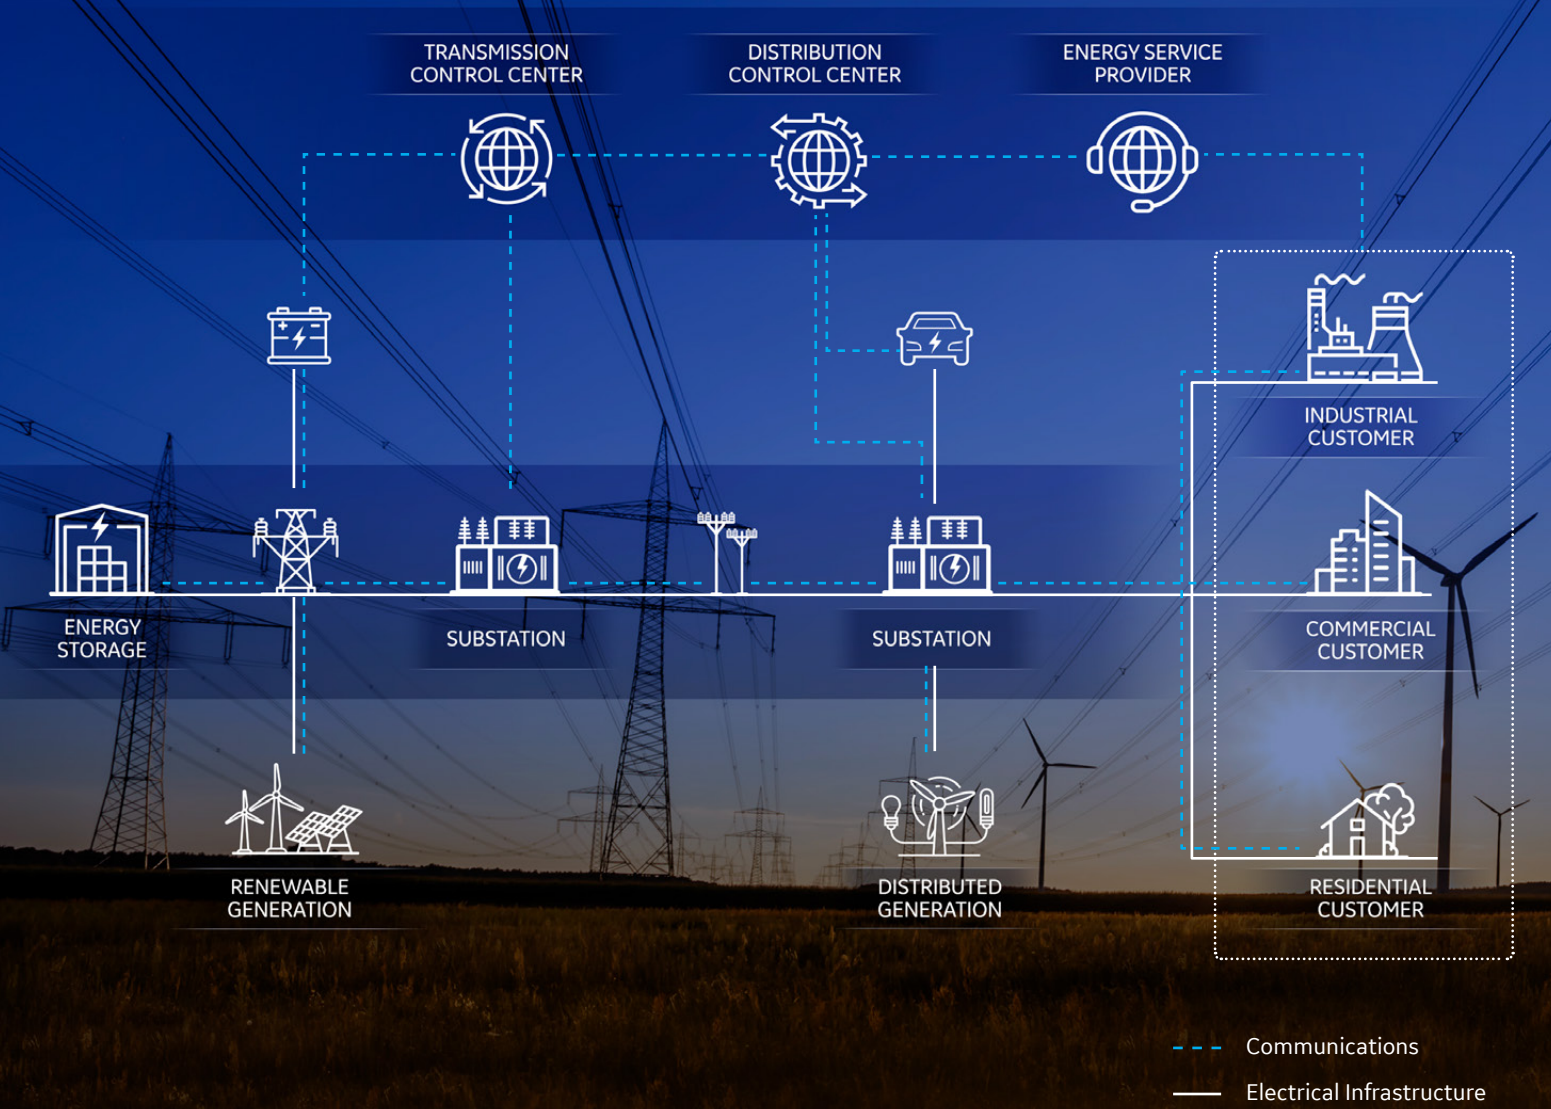 TRANSMISSION
CONTROL CENTER
DISTRIBUTION
CONTROL CENTER
ENERGY SERVICE
PROVIDER
INDUSTRIAL
CUSTOMER
ENERGY
STORAGE
SUBSTATION
SUBSTATION
COMMERCIAL
CUSTOMER
RENEWABLE
GENERATION
DISTRIBUTED
GENERATION
RESIDENTIAL
CUSTOMER
Communications
Electrical Infrastructure